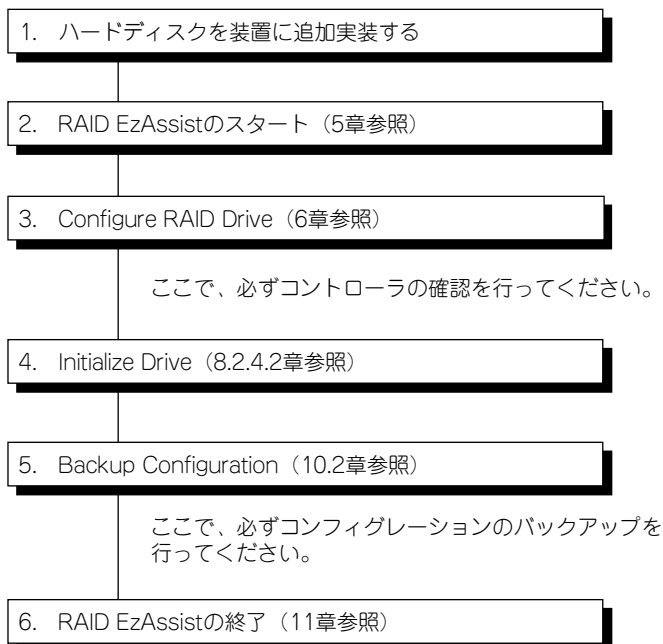 1. ハードディスクを装置に追加実装する
2. RAID EzAssistのスタート（5章参照）
3. Configure RAID Drive（6章参照）
ここで、必ずコントローラの確認を行ってください。
4. Initialize Drive（8.2.4.2章参照）
5. Backup Configuration（10.2章参照）
ここで、必ずコンフィグレーションのバックアップを
行ってください。
6. RAID EzAssistの終了（11章参照）